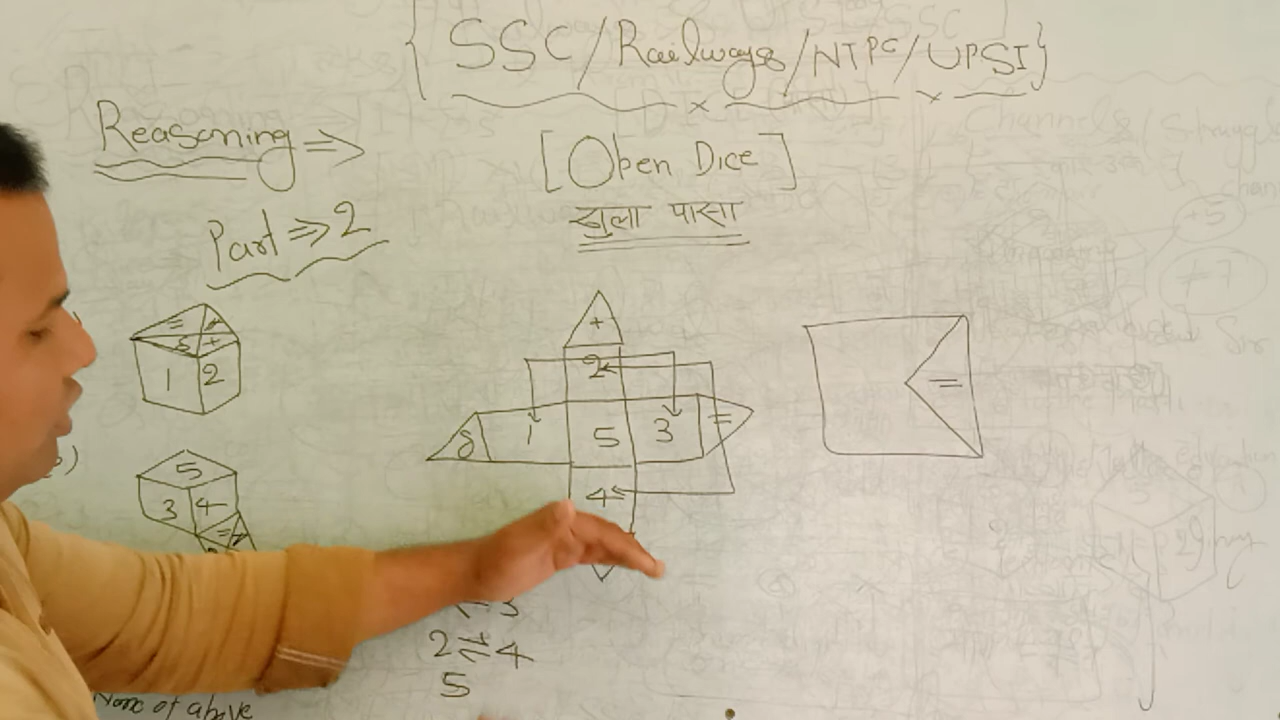 {SSC/Railways/NTPC/UPSI}
Reasoning ⇒ [Open Dice]
खुला पासा
Part ⇒ 2
1 2
5
3 4
+
2
δ 1 5 3 =
4
=
3
2 ⇌ 4
5
None of above